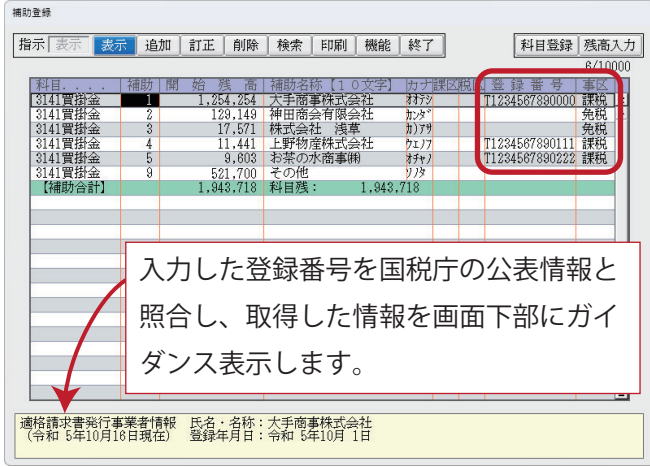 補助登録
指示 表示 表示 追加 訂正 削除 検索 印刷 機能 終了 科目登録 残高入力
6/10000
科目.... 補助 開 始 残 高 補助名称【10文字】 カナ 課区 税区 登 録 番 号 事区
3141買掛金 1 1,254,254 大手商事株式会社 ｵｵﾃｼ T1234567890000 課税
3141買掛金 2 129,149 神田商会有限会社 ｶﾝﾀﾞ 免税
3141買掛金 3 17,571 株式会社 浅草 ｶ)ｱｻ 免税
3141買掛金 4 11,441 上野物産株式会社 ｳｴﾉﾌ T1234567890111 課税
3141買掛金 5 9,603 お茶の水商事㈱ ｵﾁｬﾉ T1234567890222 課税
3141買掛金 9 521,700 その他 ｿﾉﾀ
【補助合計】 1,943,718 科目残： 1,943,718
入力した登録番号を国税庁の公表情報と
照合し、取得した情報を画面下部にガイ
ダンス表示します。
適格請求書発行事業者情報 氏名・名称：大手商事株式会社
(令和 5年10月16日現在) 登録年月日：令和 5年10月 1日